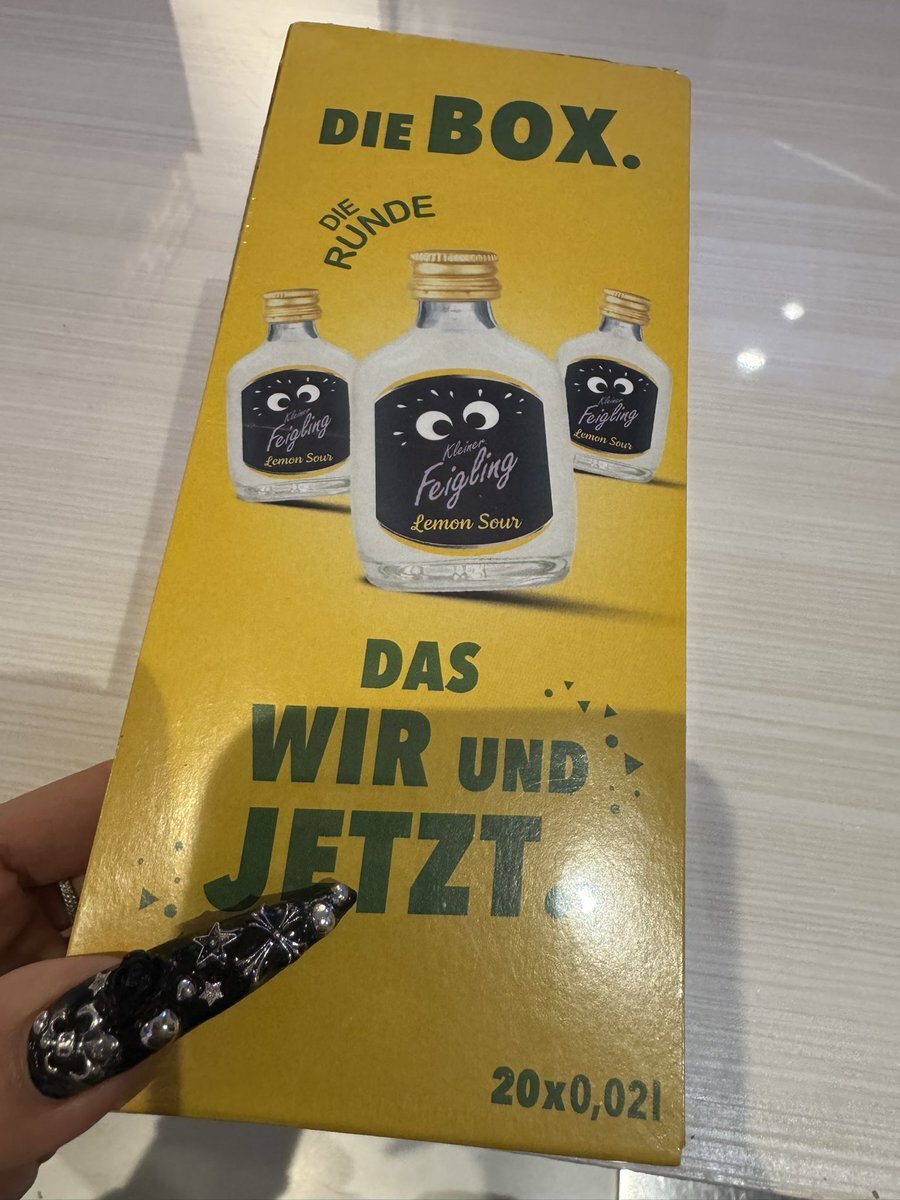 DIE BOX.
DIE
RUNDE
Kleiner
Feigling
Lemon Sour
Kleiner
Feigling
Lemon Sour
Kleiner
Feigling
Lemon Sour
DAS
WIR UND
JETZT.
20x0,02l